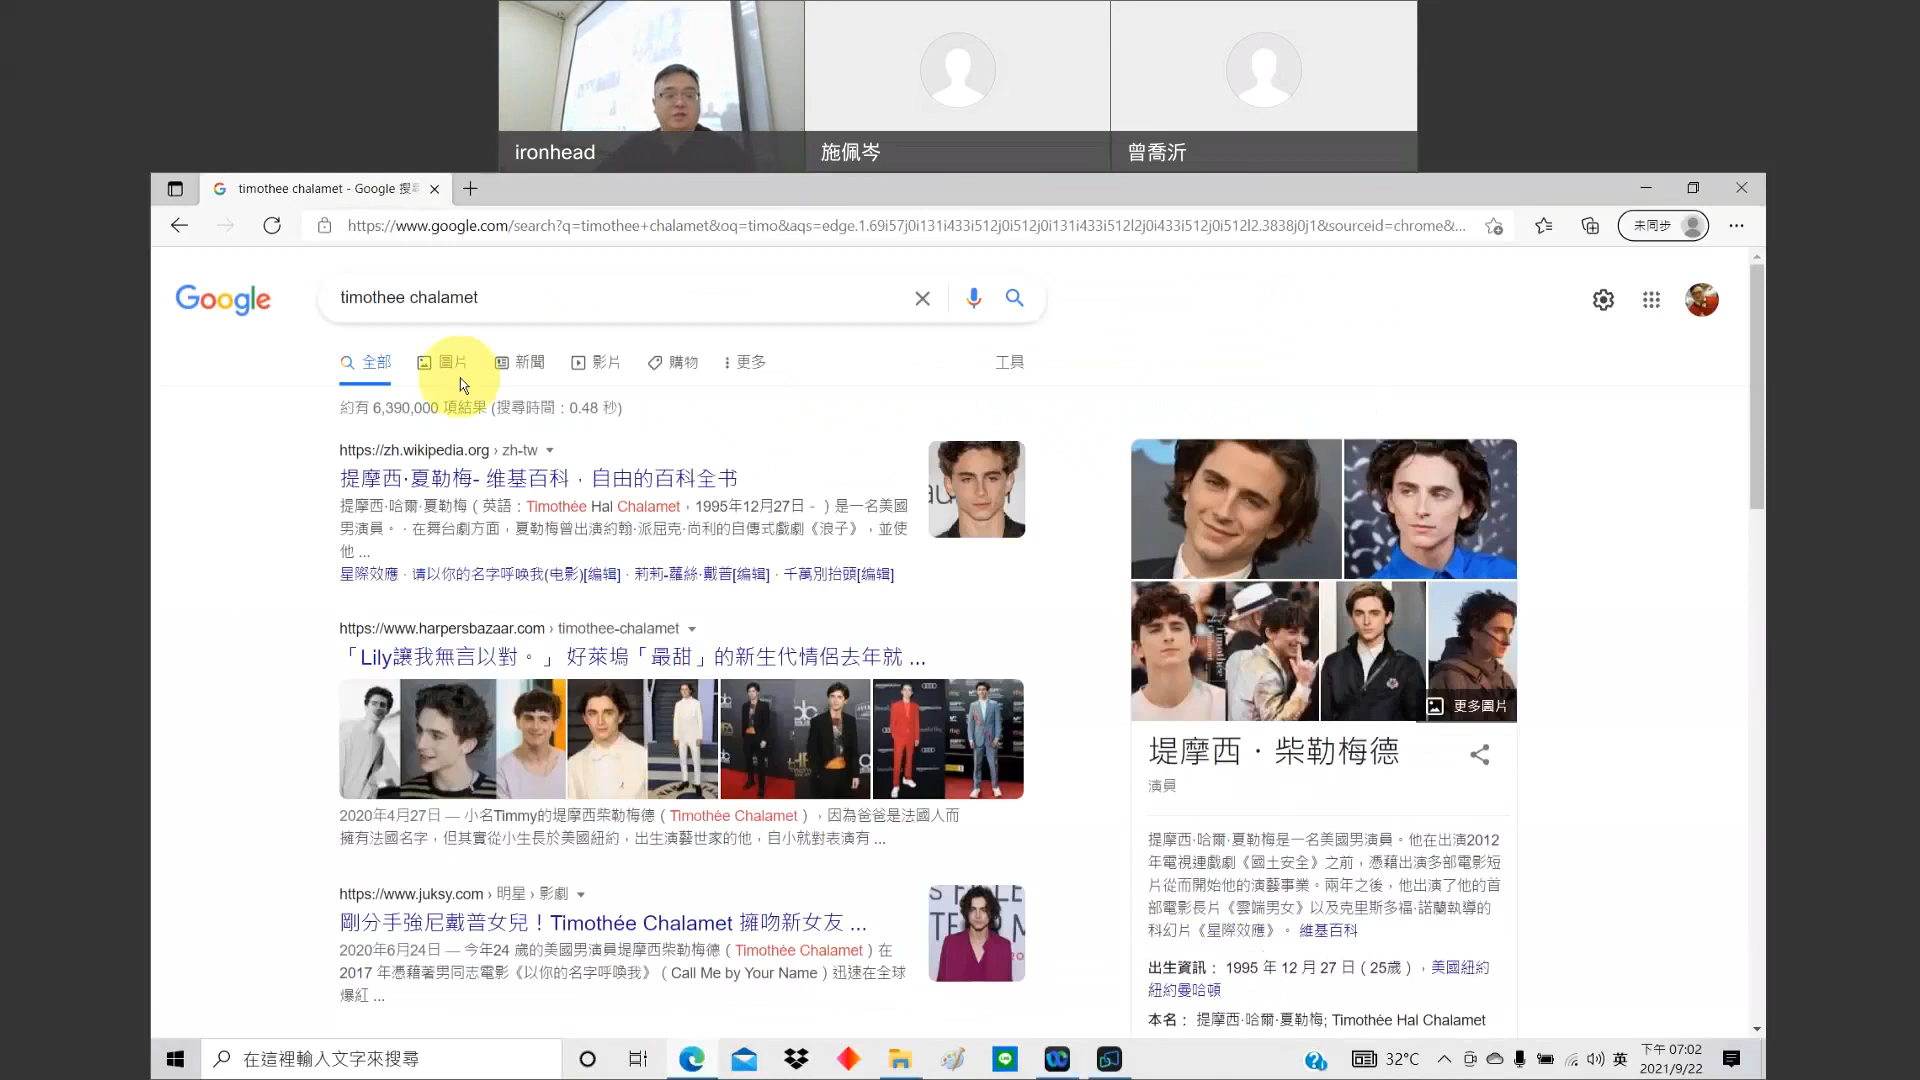 ironhead
施佩岑
曾喬沂
timothee chalamet - Google 搜尋
https://www.google.com/search?q=timothee+chalamet&oq=timo&aqs=edge.1.69i57j0i131i433i512j0i512j0i131i433i512l2j0i433i512j0i512l2.3838j0j1&sourceid=chrome&...
未同步
Google
timothee chalamet
全部
圖片
新聞
影片
購物
更多
工具
約有 6,390,000 項結果 (搜尋時間：0.48 秒)
https://zh.wikipedia.org › zh-tw
提摩西·夏勒梅- 维基百科，自由的百科全书
提摩西·哈爾·夏勒梅（英語：Timothée Hal Chalamet，1995年12月27日－）是一名美國
男演員。 · 在舞台劇方面，夏勒梅曾出演約翰·派屈克·尚利的自傳式戲劇《浪子》，並使
他 ...
星際效應 · 请以你的名字呼唤我(电影)[编辑] · 莉莉-蘿絲·戴普[编辑] · 千萬別抬頭[编辑]
https://www.harpersbazaar.com › timothee-chalamet
「Lily讓我無言以對。」 好萊塢「最甜」的新生代情侶去年就 ...
2020年4月27日 — 小名Timmy的堤摩西柴勒梅德（Timothée Chalamet），因為爸爸是法國人而
擁有法國名字，但其實從小生長於美國紐約，出生演藝世家的他，自小就對表演有 ...
https://www.juksy.com › 明星 › 影劇
剛分手強尼戴普女兒！Timothée Chalamet 擁吻新女友 ...
2020年6月24日 — 今年24 歲的美國男演員堤摩西柴勒梅德（Timothée Chalamet）在
2017 年憑藉著男同志電影《以你的名字呼喚我》（Call Me by Your Name）迅速在全球
爆紅 ...
更多圖片
堤摩西・柴勒梅德
演員
提摩西·哈爾·夏勒梅是一名美國男演員。他在出演2012
年電視連戲劇《國土安全》之前，憑藉出演多部電影短
片從而開始他的演藝事業。兩年之後，他出演了他的首
部電影長片《雲端男女》以及克里斯多福·諾蘭執導的
科幻片《星際效應》。 維基百科
出生資訊： 1995 年 12 月 27 日（25歲），美國紐約
紐約曼哈頓
本名： 提摩西·哈爾·夏勒梅; Timothée Hal Chalamet
在這裡輸入文字來搜尋
32°C
英
下午 07:02
2021/9/22